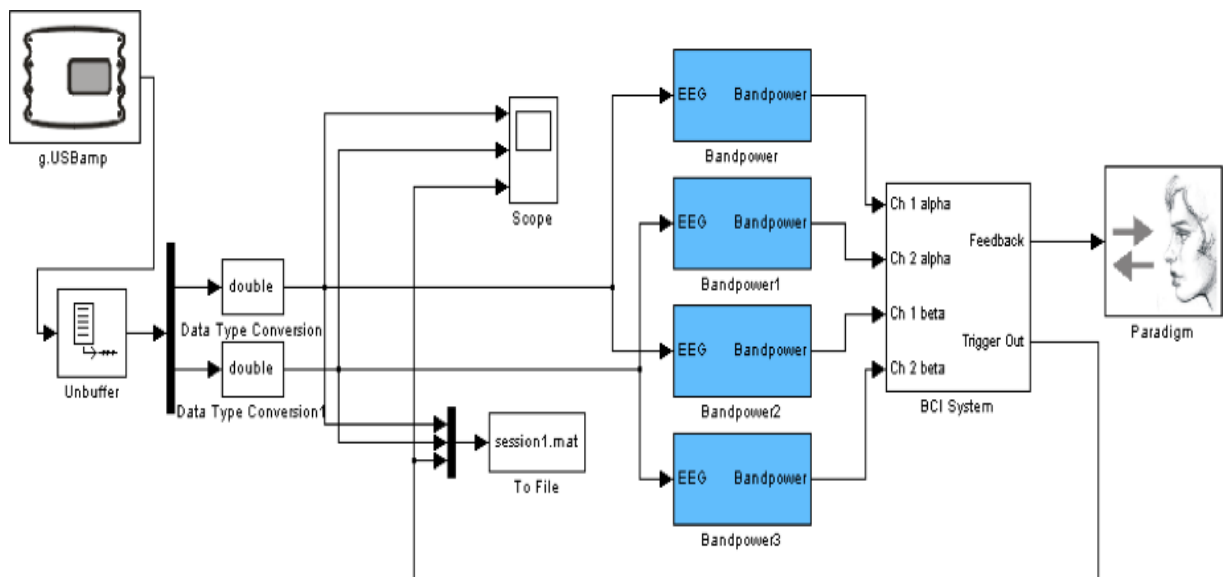 g.USBamp
Unbuffer
double
Data Type Conversion
double
Data Type Conversion1
Scope
session1.mat
To File
EEG Bandpower
Bandpower
EEG Bandpower
Bandpower1
EEG Bandpower
Bandpower2
EEG Bandpower
Bandpower3
Ch 1 alpha
Ch 2 alpha
Ch 1 beta
Ch 2 beta
Feedback
Trigger Out
BCI System
Paradigm